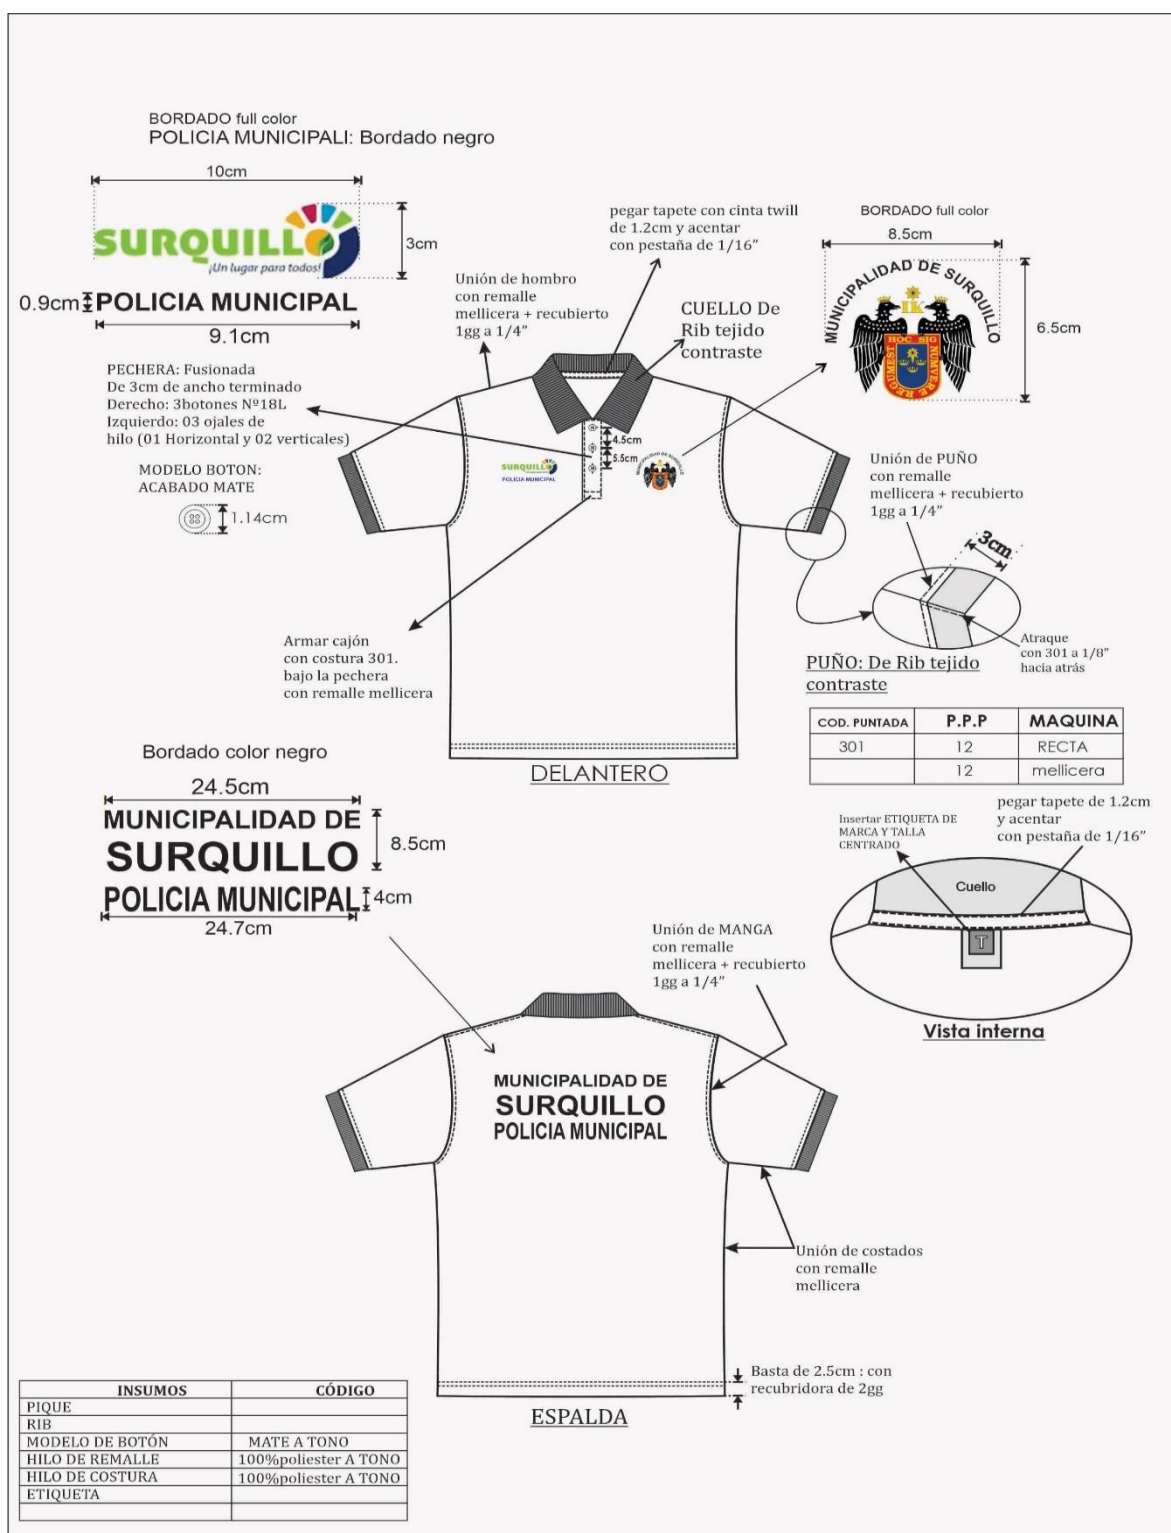 BORDADO full color
POLICIA MUNICIPALI: Bordado negro
10cm
SURQUILLO
¡Un lugar para todos!
3cm
0.9cm
POLICIA MUNICIPAL
9.1cm
PECHERA: Fusionada
De 3cm de ancho terminado
Derecho: 3botones Nº18L
Izquierdo: 03 ojales de
hilo (01 Horizontal y 02 verticales)
MODELO BOTON:
ACABADO MATE
1.14cm
Unión de hombro
con remalle
mellicera + recubierto
1gg a 1/4"
pegar tapete con cinta twill
de 1.2cm y acentar
con pestaña de 1/16"
CUELLO De
Rib tejido
contraste
BORDADO full color
8.5cm
MUNICIPALIDAD DE SURQUILLO
IK
HOC SIG
NUMVERE
REGUMEST
6.5cm
4.5cm
5.5cm
SURQUILLO
POLICIA MUNICIPAL
MUNICIPALIDAD DE SURQUILLO
Unión de PUÑO
con remalle
mellicera + recubierto
1gg a 1/4"
3cm
Atraque
con 301 a 1/8"
hacia atrás
PUÑO: De Rib tejido
contraste
Armar cajón
con costura 301.
bajo la pechera
con remalle mellicera
DELANTERO
COD. PUNTADA P.P.P MAQUINA
301 12 RECTA
12 mellicera
Bordado color negro
24.5cm
MUNICIPALIDAD DE
SURQUILLO
8.5cm
POLICIA MUNICIPAL
4cm
24.7cm
Insertar ETIQUETA DE
MARCA Y TALLA
CENTRADO
pegar tapete de 1.2cm
y acentar
con pestaña de 1/16"
Cuello
T
Vista interna
Unión de MANGA
con remalle
mellicera + recubierto
1gg a 1/4"
MUNICIPALIDAD DE
SURQUILLO
POLICIA MUNICIPAL
Unión de costados
con remalle
mellicera
Basta de 2.5cm : con
recubridora de 2gg
ESPALDA
INSUMOS CÓDIGO
PIQUE
RIB
MODELO DE BOTÓN MATE A TONO
HILO DE REMALLE 100%poliester A TONO
HILO DE COSTURA 100%poliester A TONO
ETIQUETA